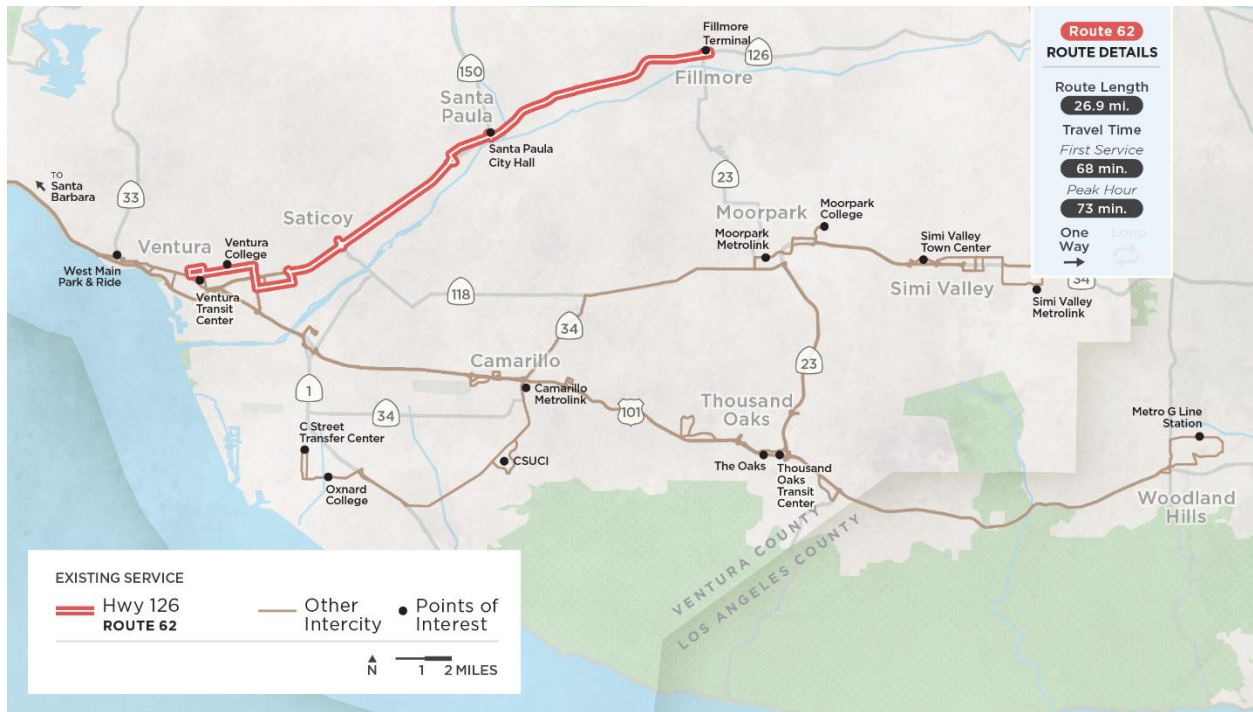 Fillmore
Terminal
126
Fillmore
150
Santa
Paula
Santa Paula
City Hall
TO
Santa
Barbara
33
Saticoy
Ventura
Ventura
College
West Main
Park & Ride
Ventura
Transit
Center
23
Moorpark
College
Moorpark
Moorpark
Metrolink
Simi Valley
Town Center
Simi Valley
34
Simi Valley
Metrolink
118
34
Camarillo
Camarillo
Metrolink
1
34
101
23
Thousand
Oaks
C Street
Transfer Center
Oxnard
College
CSUCI
The Oaks
Thousand
Oaks
Transit
Center
Metro G Line
Station
Woodland
Hills
VENTURA COUNTY
LOS ANGELES COUNTY
Route 62
ROUTE DETAILS
Route Length
26.9 mi.
Travel Time
First Service
68 min.
Peak Hour
73 min.
One
Way
Loop
EXISTING SERVICE
Hwy 126
ROUTE 62
Other
Intercity
Points of
Interest
N
1 2 MILES